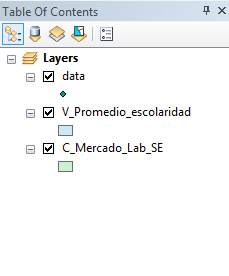 Table Of Contents
Layers
data
V_Promedio_escolaridad
C_Mercado_Lab_SE